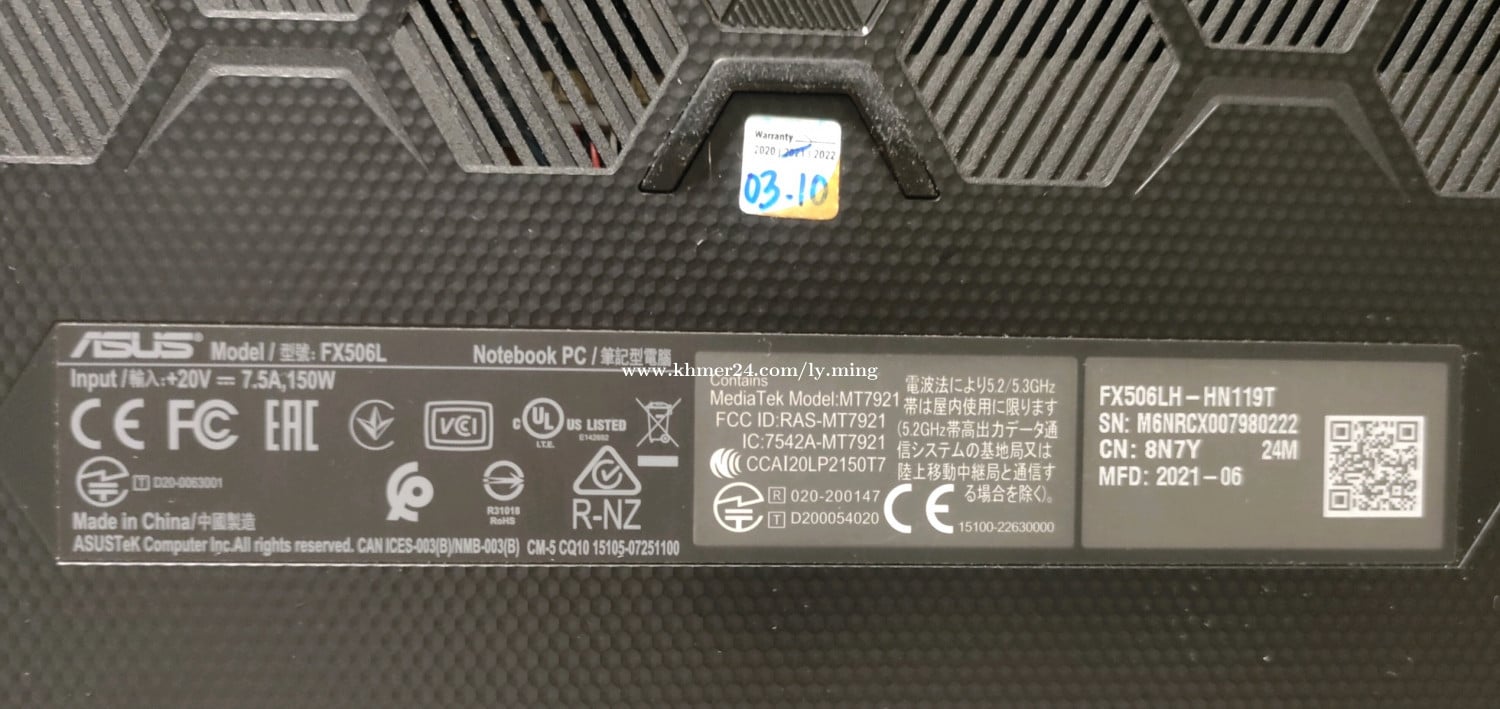 Warranty
2020 | 2021 | 2022
03.10
ASUS Model / 型號: FX506L Notebook PC / 筆記型電腦
www.khmer24.com/ly.ming
Input /輸入:+20V ⎓ 7.5A,150W
CE FC EAC VCI c UL US LISTED
I.T.E. E142692
T D20-0063001
R31018
RoHS
R-NZ
Made in China/中國製造
ASUSTeK Computer Inc.All rights reserved. CAN ICES-003(B)/NMB-003(B) CM-5 CQ10 15105-07251100
Contains
MediaTek Model:MT7921
FCC ID:RAS-MT7921
IC:7542A-MT7921
CCAI20LP2150T7
R 020-200147
T D200054020
CE
電波法により5.2/5.3GHz
帯は屋内使用に限ります
(5.2GHz帯高出力データ通
信システムの基地局又は
陸上移動中継局と通信す
る場合を除く)。
15100-22630000
FX506LH-HN119T
SN: M6NRCX007980222
CN: 8N7Y 24M
MFD: 2021-06